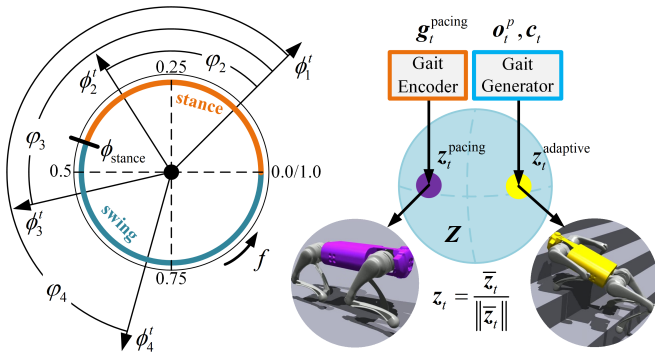 φ₂ᵗ
φ₂
φ₁ᵗ
0.25
stance
ϕ_stance
φ₃
0.5
0.0/1.0
φ₃ᵗ
swing
f
φ₄
0.75
φ₄ᵗ
g_t^pacing
o_t^p, c_t
Gait
Encoder
Gait
Generator
z_t^pacing
z_t^adaptive
Z
z_t = z̅_t / ‖z̅_t‖